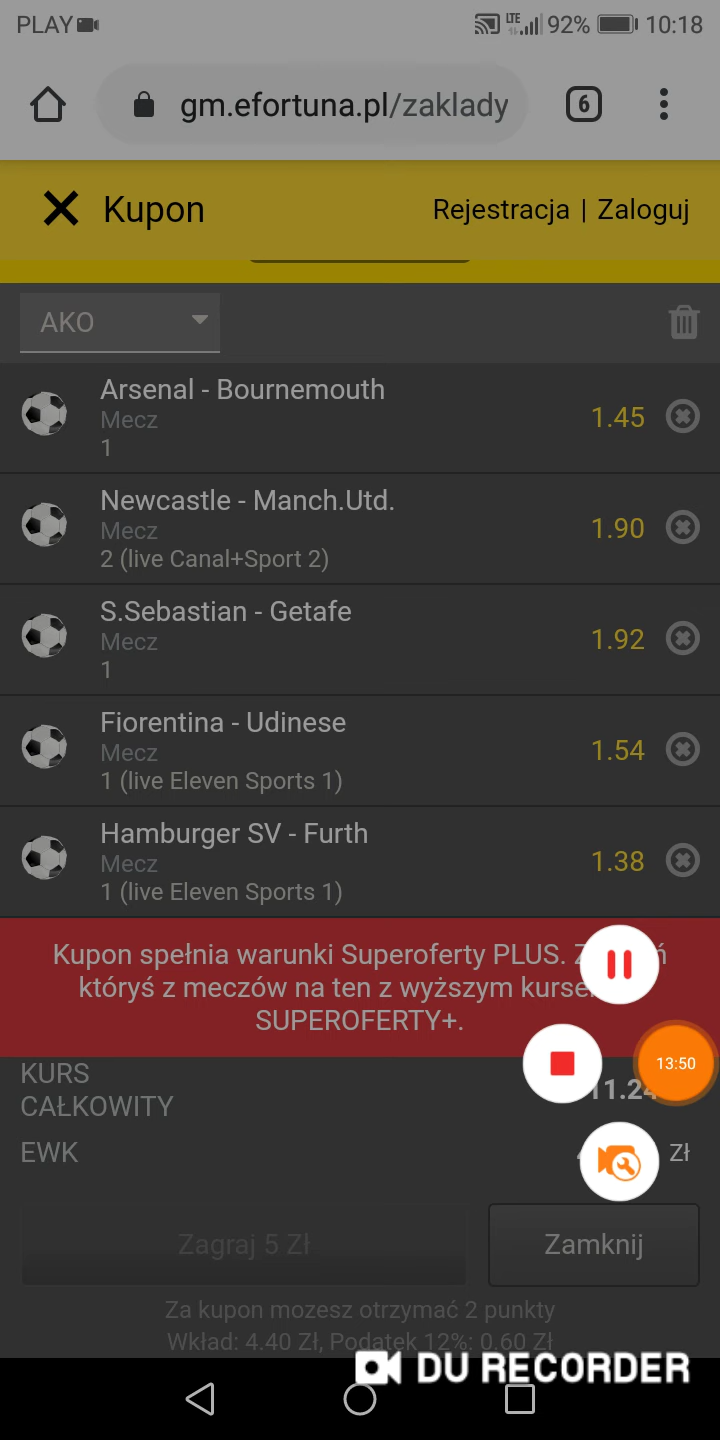 PLAY LTE 92% 10:18
gm.efortuna.pl/zaklady 6
Kupon Rejestracja | Zaloguj
AKO
Arsenal - Bournemouth
Mecz
1
1.45
Newcastle - Manch.Utd.
Mecz
2 (live Canal+Sport 2)
1.90
S.Sebastian - Getafe
Mecz
1
1.92
Fiorentina - Udinese
Mecz
1 (live Eleven Sports 1)
1.54
Hamburger SV - Furth
Mecz
1 (live Eleven Sports 1)
1.38
Kupon spełnia warunki Superoferty PLUS.
któryś z meczów na ten z wyższym
SUPEROFERTY+.
13:50
KURS
CAŁKOWITY
EWK Zł
Zagraj 5 Zł Zamknij
Za kupon mozesz otrzymać 2 punkty
Wkład: 4.40 Zł, Podatek 12%: 0.60 Zł
DU RECORDER